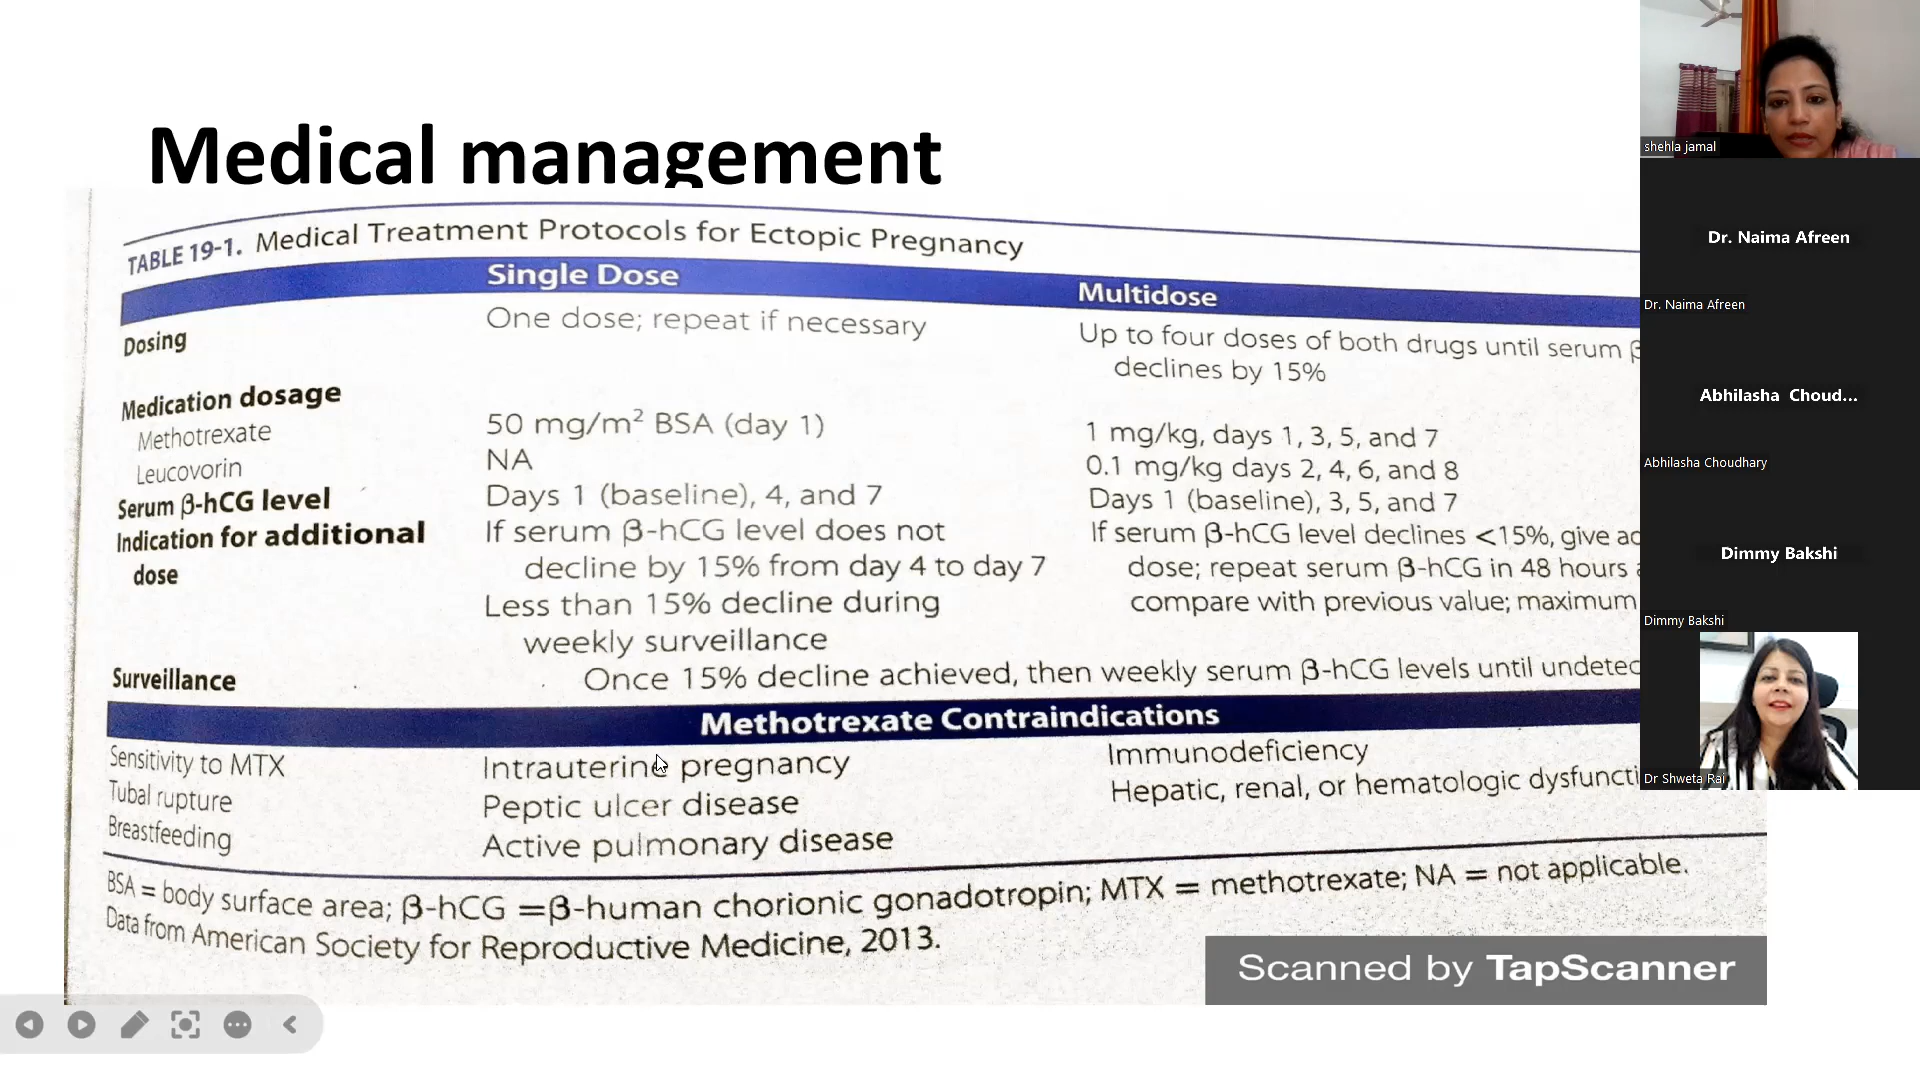 Medical management
TABLE 19-1. Medical Treatment Protocols for Ectopic Pregnancy
Single Dose
Multidose
Dosing
One dose; repeat if necessary
Up to four doses of both drugs until serum β
declines by 15%
Medication dosage
Methotrexate
50 mg/m² BSA (day 1)
1 mg/kg, days 1, 3, 5, and 7
Leucovorin
NA
0.1 mg/kg days 2, 4, 6, and 8
Serum β-hCG level
Days 1 (baseline), 4, and 7
Days 1 (baseline), 3, 5, and 7
Indication for additional
dose
If serum β-hCG level does not
decline by 15% from day 4 to day 7
Less than 15% decline during
weekly surveillance
If serum β-hCG level declines <15%, give
dose; repeat serum β-hCG in 48 hours
compare with previous value; maximum
Surveillance
Once 15% decline achieved, then weekly serum β-hCG levels until
Methotrexate Contraindications
Sensitivity to MTX
Tubal rupture
Breastfeeding
Intrauterine pregnancy
Peptic ulcer disease
Active pulmonary disease
Immunodeficiency
Hepatic, renal, or hematologic
BSA = body surface area; β-hCG =β-human chorionic gonadotropin; MTX = methotrexate; NA = not applicable.
Data from American Society for Reproductive Medicine, 2013.
Scanned by TapScanner
shehla jamal
Dr. Naima Afreen
Dr. Naima Afreen
Abhilasha Choud...
Abhilasha Choudhary
Dimmy Bakshi
Dimmy Bakshi
Dr Shweta Rai